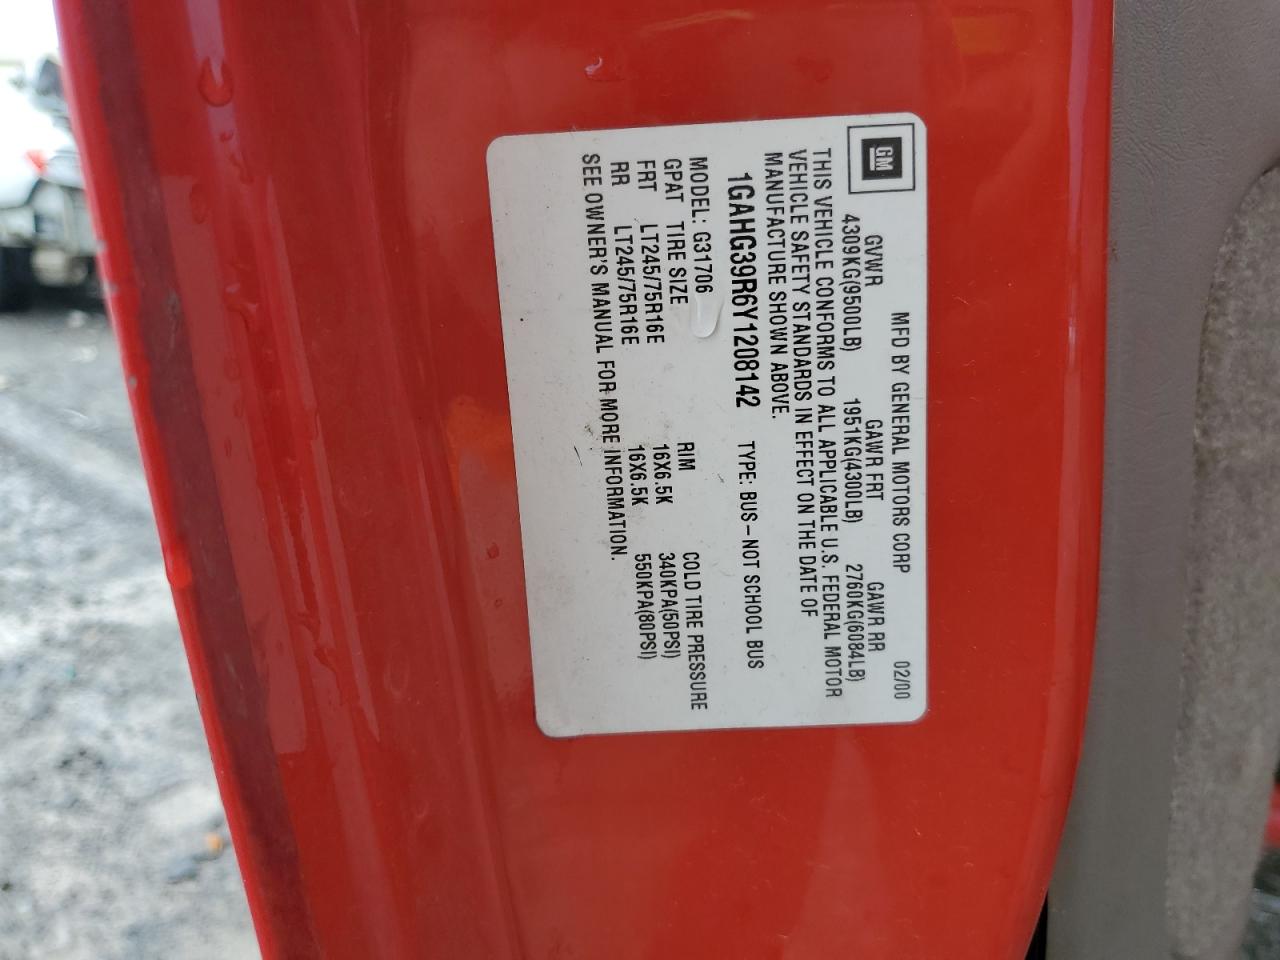 GM
MFD BY GENERAL MOTORS CORP 02/00
GVWR GAWR FRT GAWR RR
4309KG(9500LB) 1951KG(4300LB) 2760KG(6084LB)
THIS VEHICLE CONFORMS TO ALL APPLICABLE U.S. FEDERAL MOTOR
VEHICLE SAFETY STANDARDS IN EFFECT ON THE DATE OF
MANUFACTURE SHOWN ABOVE.
1GAHG39R6Y1208142 TYPE: BUS-NOT SCHOOL BUS
MODEL: G31706
GPAT TIRE SIZE RIM COLD TIRE PRESSURE
FRT LT245/75R16E 16X6.5K 340KPA(50PSI)
RR LT245/75R16E 16X6.5K 550KPA(80PSI)
SEE OWNER'S MANUAL FOR MORE INFORMATION.